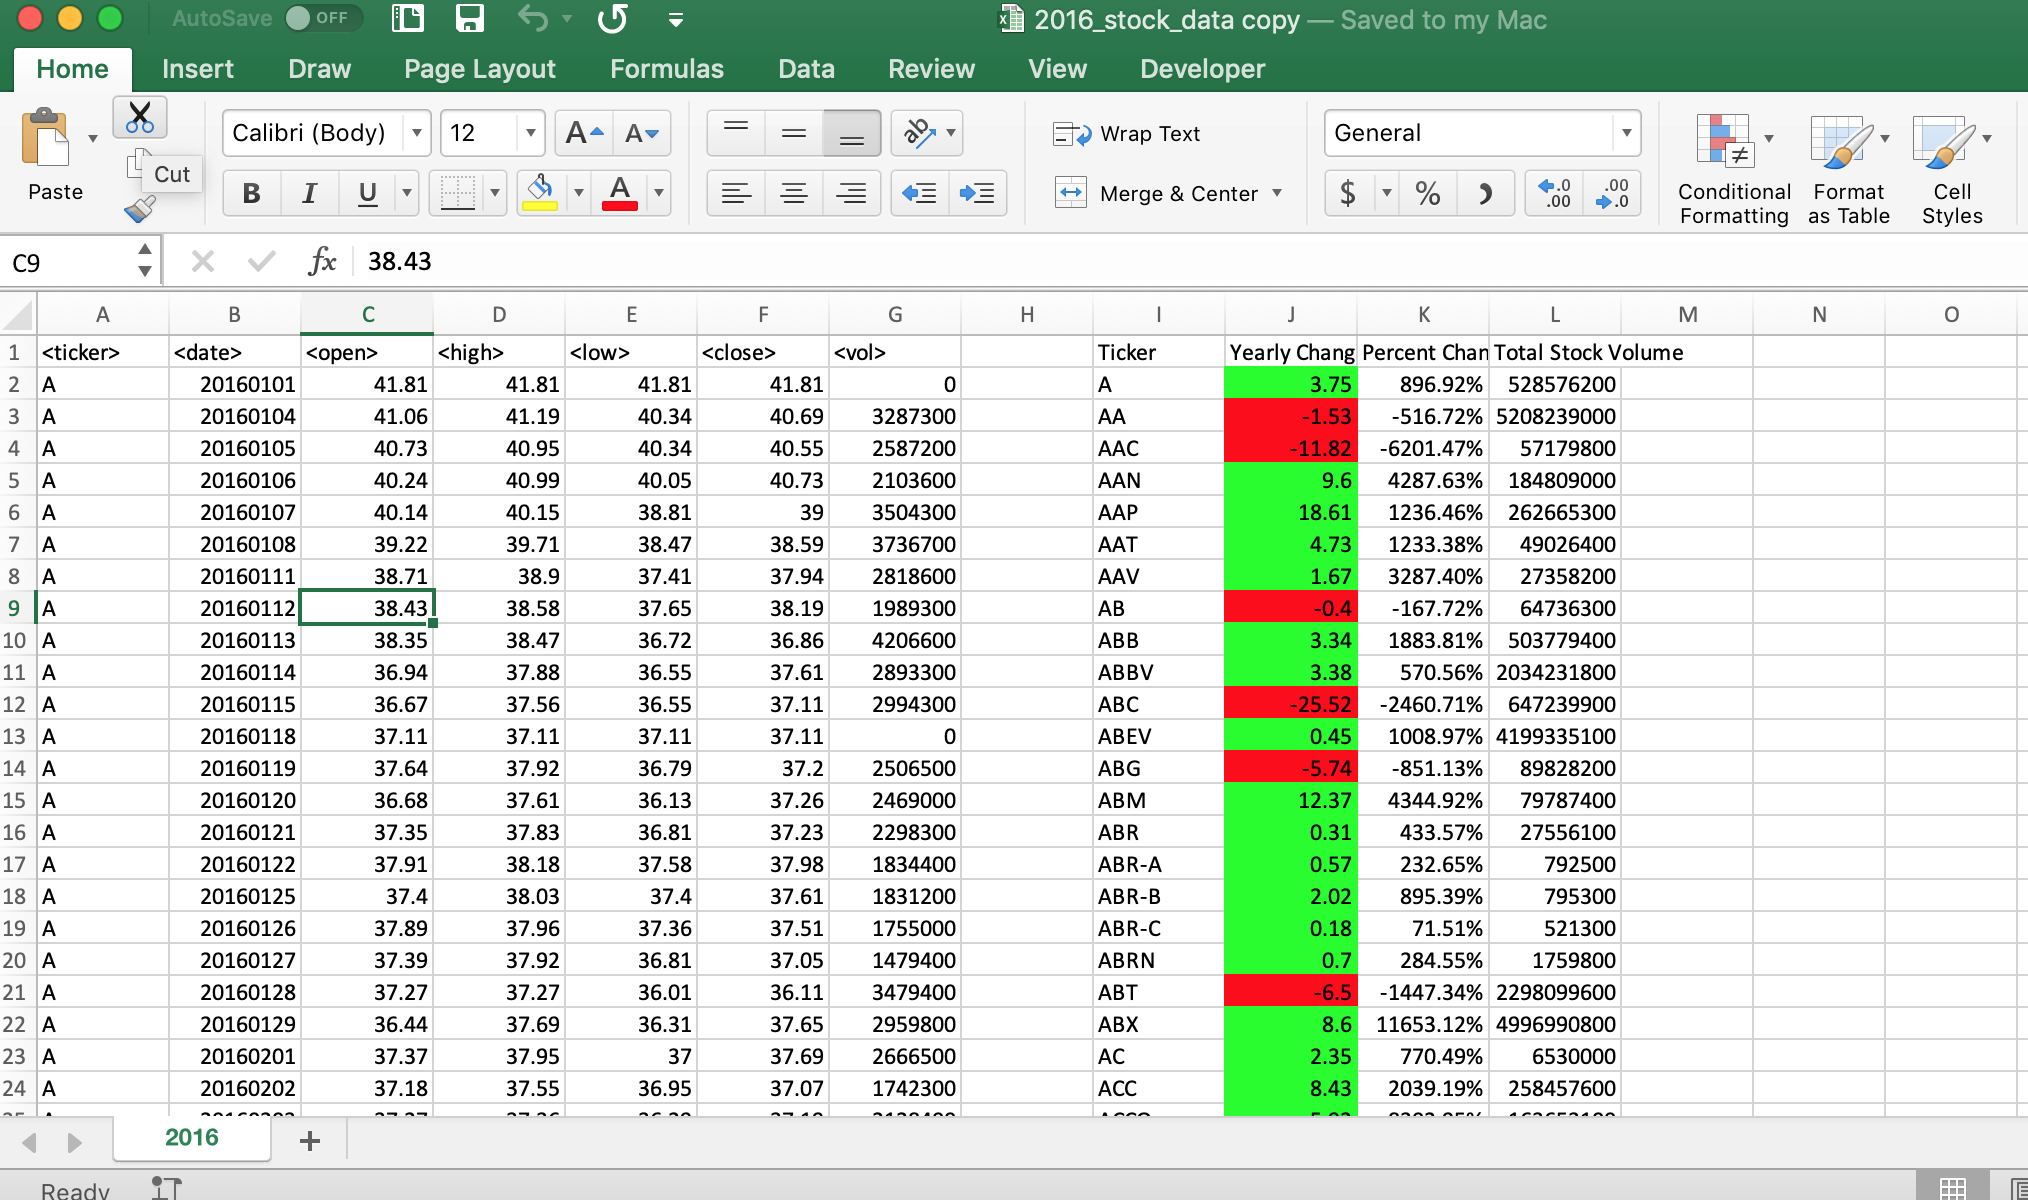 AutoSave OFF 2016_stock_data copy — Saved to my Mac
Home Insert Draw Page Layout Formulas Data Review View Developer
Calibri (Body) 12 A A ab Wrap Text General
Paste Cut B I U A Merge & Center $ % .0 .00 .00 .0 Conditional Formatting Format as Table Cell Styles
C9 fx 38.43
A B C D E F G H I J K L M N O
1 <ticker> <date> <open> <high> <low> <close> <vol> Ticker Yearly Chang Percent Chan Total Stock Volume
2 A 20160101 41.81 41.81 41.81 41.81 0 A 3.75 896.92% 528576200
3 A 20160104 41.06 41.19 40.34 40.69 3287300 AA -1.53 -516.72% 5208239000
4 A 20160105 40.73 40.95 40.34 40.55 2587200 AAC -11.82 -6201.47% 57179800
5 A 20160106 40.24 40.99 40.05 40.73 2103600 AAN 9.6 4287.63% 184809000
6 A 20160107 40.14 40.15 38.81 39 3504300 AAP 18.61 1236.46% 262665300
7 A 20160108 39.22 39.71 38.47 38.59 3736700 AAT 4.73 1233.38% 49026400
8 A 20160111 38.71 38.9 37.41 37.94 2818600 AAV 1.67 3287.40% 27358200
9 A 20160112 38.43 38.58 37.65 38.19 1989300 AB -0.4 -167.72% 64736300
10 A 20160113 38.35 38.47 36.72 36.86 4206600 ABB 3.34 1883.81% 503779400
11 A 20160114 36.94 37.88 36.55 37.61 2893300 ABBV 3.38 570.56% 2034231800
12 A 20160115 36.67 37.56 36.55 37.11 2994300 ABC -25.52 -2460.71% 647239900
13 A 20160118 37.11 37.11 37.11 37.11 0 ABEV 0.45 1008.97% 4199335100
14 A 20160119 37.64 37.92 36.79 37.2 2506500 ABG -5.74 -851.13% 89828200
15 A 20160120 36.68 37.61 36.13 37.26 2469000 ABM 12.37 4344.92% 79787400
16 A 20160121 37.35 37.83 36.81 37.23 2298300 ABR 0.31 433.57% 27556100
17 A 20160122 37.91 38.18 37.58 37.98 1834400 ABR-A 0.57 232.65% 792500
18 A 20160125 37.4 38.03 37.4 37.61 1831200 ABR-B 2.02 895.39% 795300
19 A 20160126 37.89 37.96 37.36 37.51 1755000 ABR-C 0.18 71.51% 521300
20 A 20160127 37.39 37.92 36.81 37.05 1479400 ABRN 0.7 284.55% 1759800
21 A 20160128 37.27 37.27 36.01 36.11 3479400 ABT -6.5 -1447.34% 2298099600
22 A 20160129 36.44 37.69 36.31 37.65 2959800 ABX 8.6 11653.12% 4996990800
23 A 20160201 37.37 37.95 37 37.69 2666500 AC 2.35 770.49% 6530000
24 A 20160202 37.18 37.55 36.95 37.07 1742300 ACC 8.43 2039.19% 258457600
2016 +
Ready